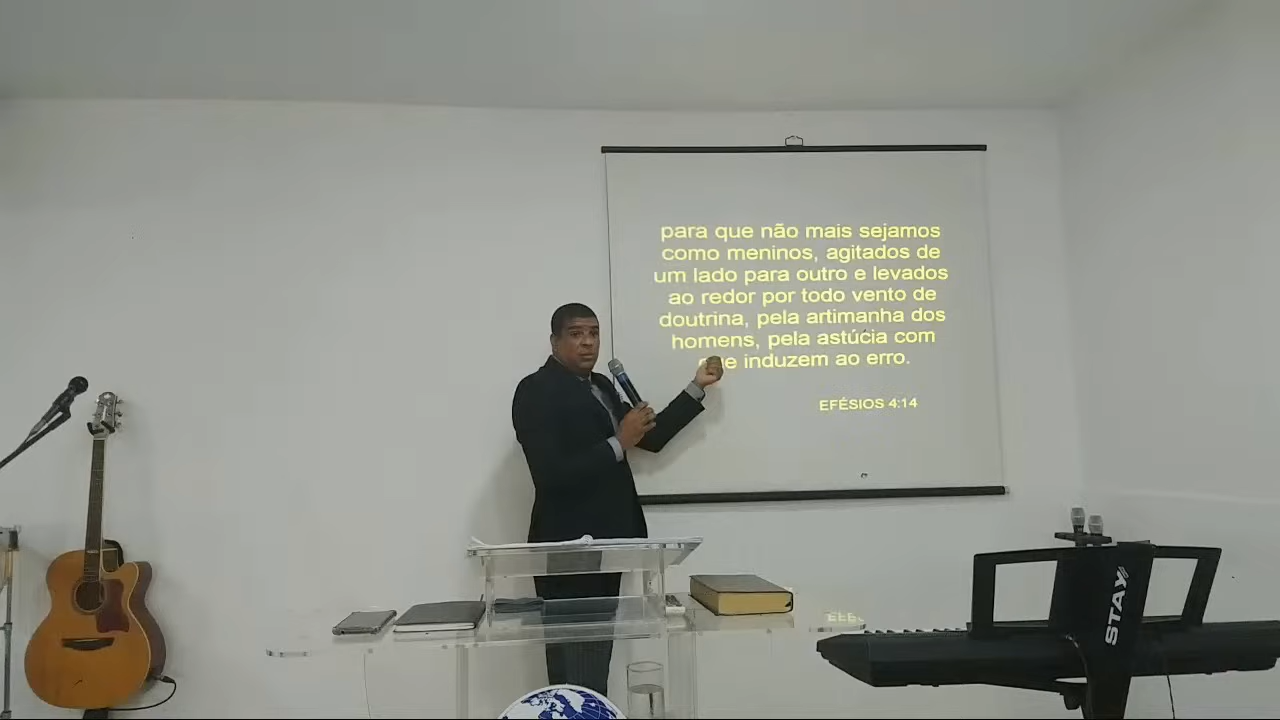 para que não mais sejamos
como meninos, agitados de
um lado para outro e levados
ao redor por todo vento de
doutrina, pela artimanha dos
homens, pela astúcia com
que induzem ao erro.
EFÉSIOS 4:14
STAY